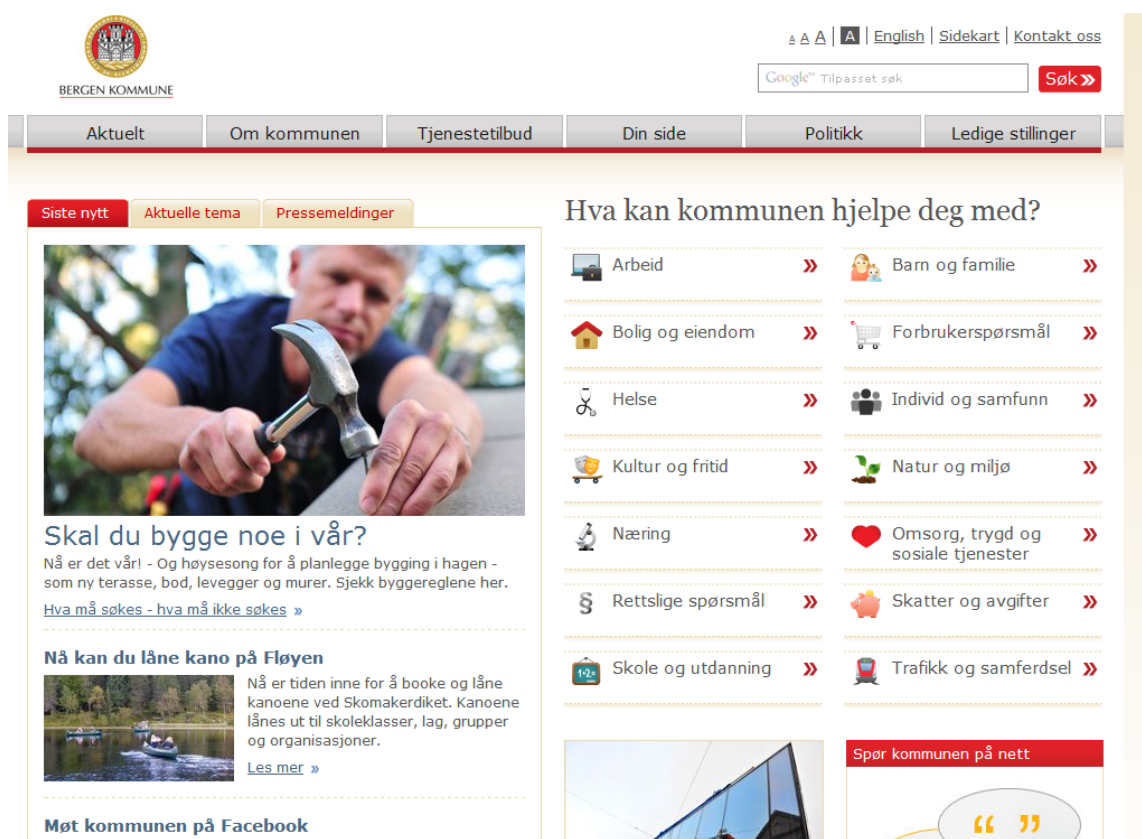 BERGEN KOMMUNE
A A A | A | English | Sidekart | Kontakt oss
Google™ Tilpasset søk
Søk
Aktuelt
Om kommunen
Tjenestetilbud
Din side
Politikk
Ledige stillinger
Siste nytt
Aktuelle tema
Pressemeldinger
Skal du bygge noe i vår?
Nå er det vår! - Og høysesong for å planlegge bygging i hagen -
som ny terasse, bod, levegger og murer. Sjekk byggereglene her.
Hva må søkes - hva må ikke søkes »
Nå kan du låne kano på Fløyen
Nå er tiden inne for å booke og låne
kanoene ved Skomakerdiket. Kanoene
lånes ut til skoleklasser, lag, grupper
og organisasjoner.
Les mer »
Møt kommunen på Facebook
Hva kan kommunen hjelpe deg med?
Arbeid
Barn og familie
Bolig og eiendom
Forbrukerspørsmål
Helse
Individ og samfunn
Kultur og fritid
Natur og miljø
Næring
Omsorg, trygd og
sosiale tjenester
§
Rettslige spørsmål
Skatter og avgifter
1+2=
Skole og utdanning
Trafikk og samferdsel
Spør kommunen på nett
“ ”